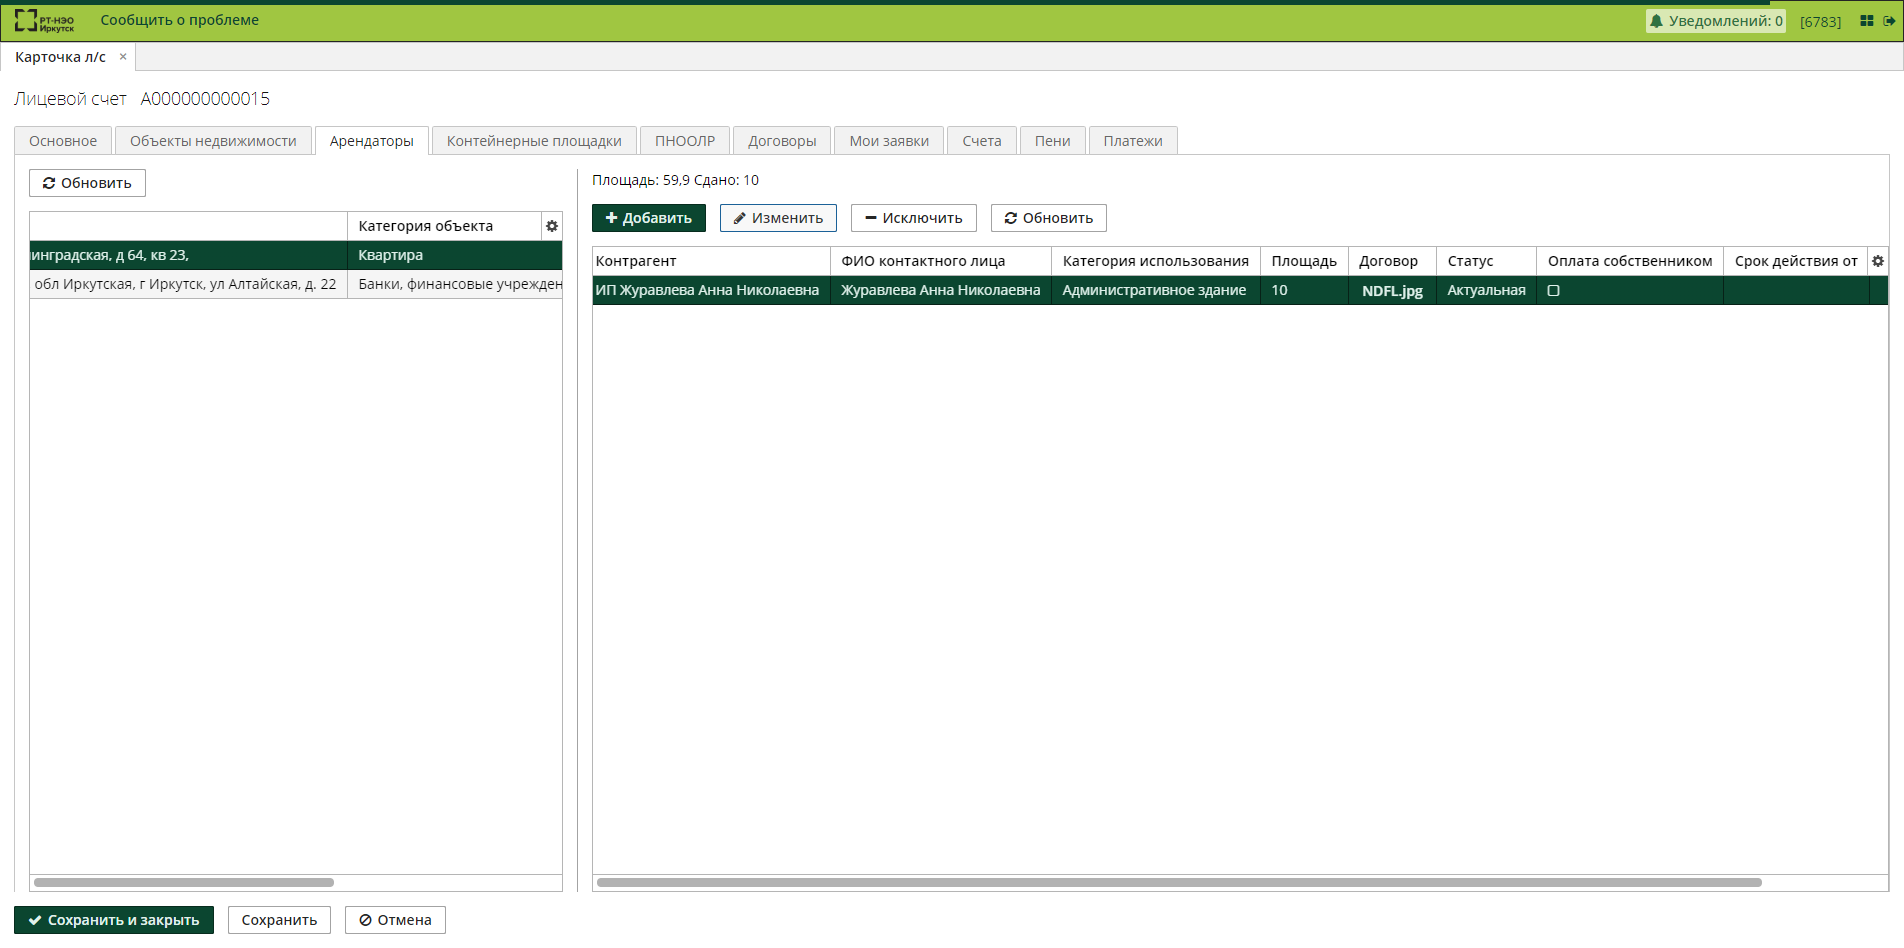 РТ-НЭО
Иркутск
Сообщить о проблеме
Уведомлений: 0
[6783]
Карточка л/с ×
Лицевой счет А000000000015
Основное Объекты недвижимости Арендаторы Контейнерные площадки ПНООЛР Договоры Мои заявки Счета Пени Платежи
Обновить
Категория объекта
инградская, д 64, кв 23, Квартира
обл Иркутская, г Иркутск, ул Алтайская, д. 22 Банки, финансовые учрежден
Площадь: 59,9 Сдано: 10
Добавить Изменить Исключить Обновить
Контрагент ФИО контактного лица Категория использования Площадь Договор Статус Оплата собственником Срок действия от
ИП Журавлева Анна Николаевна Журавлева Анна Николаевна Административное здание 10 NDFL.jpg Актуальная
Сохранить и закрыть Сохранить Отмена